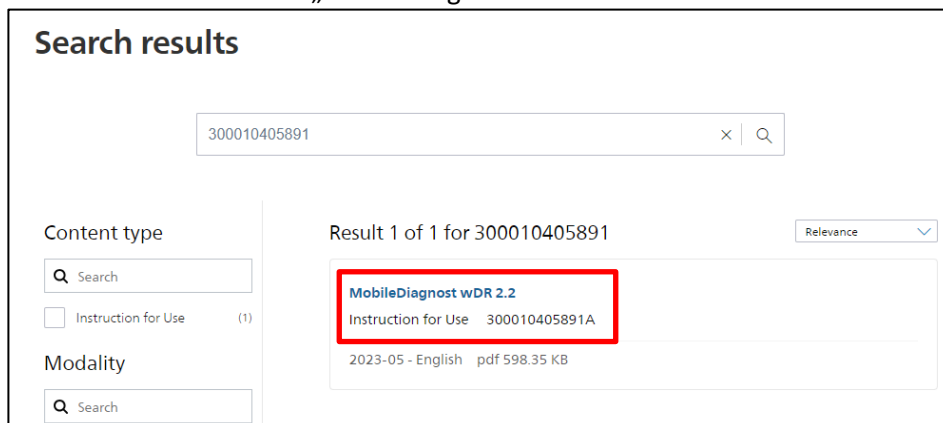 Search results
300010405891
Content type
Search
Instruction for Use (1)
Modality
Search
Result 1 of 1 for 300010405891
Relevance
MobileDiagnost wDR 2.2
Instruction for Use 300010405891A
2023-05 - English pdf 598.35 KB